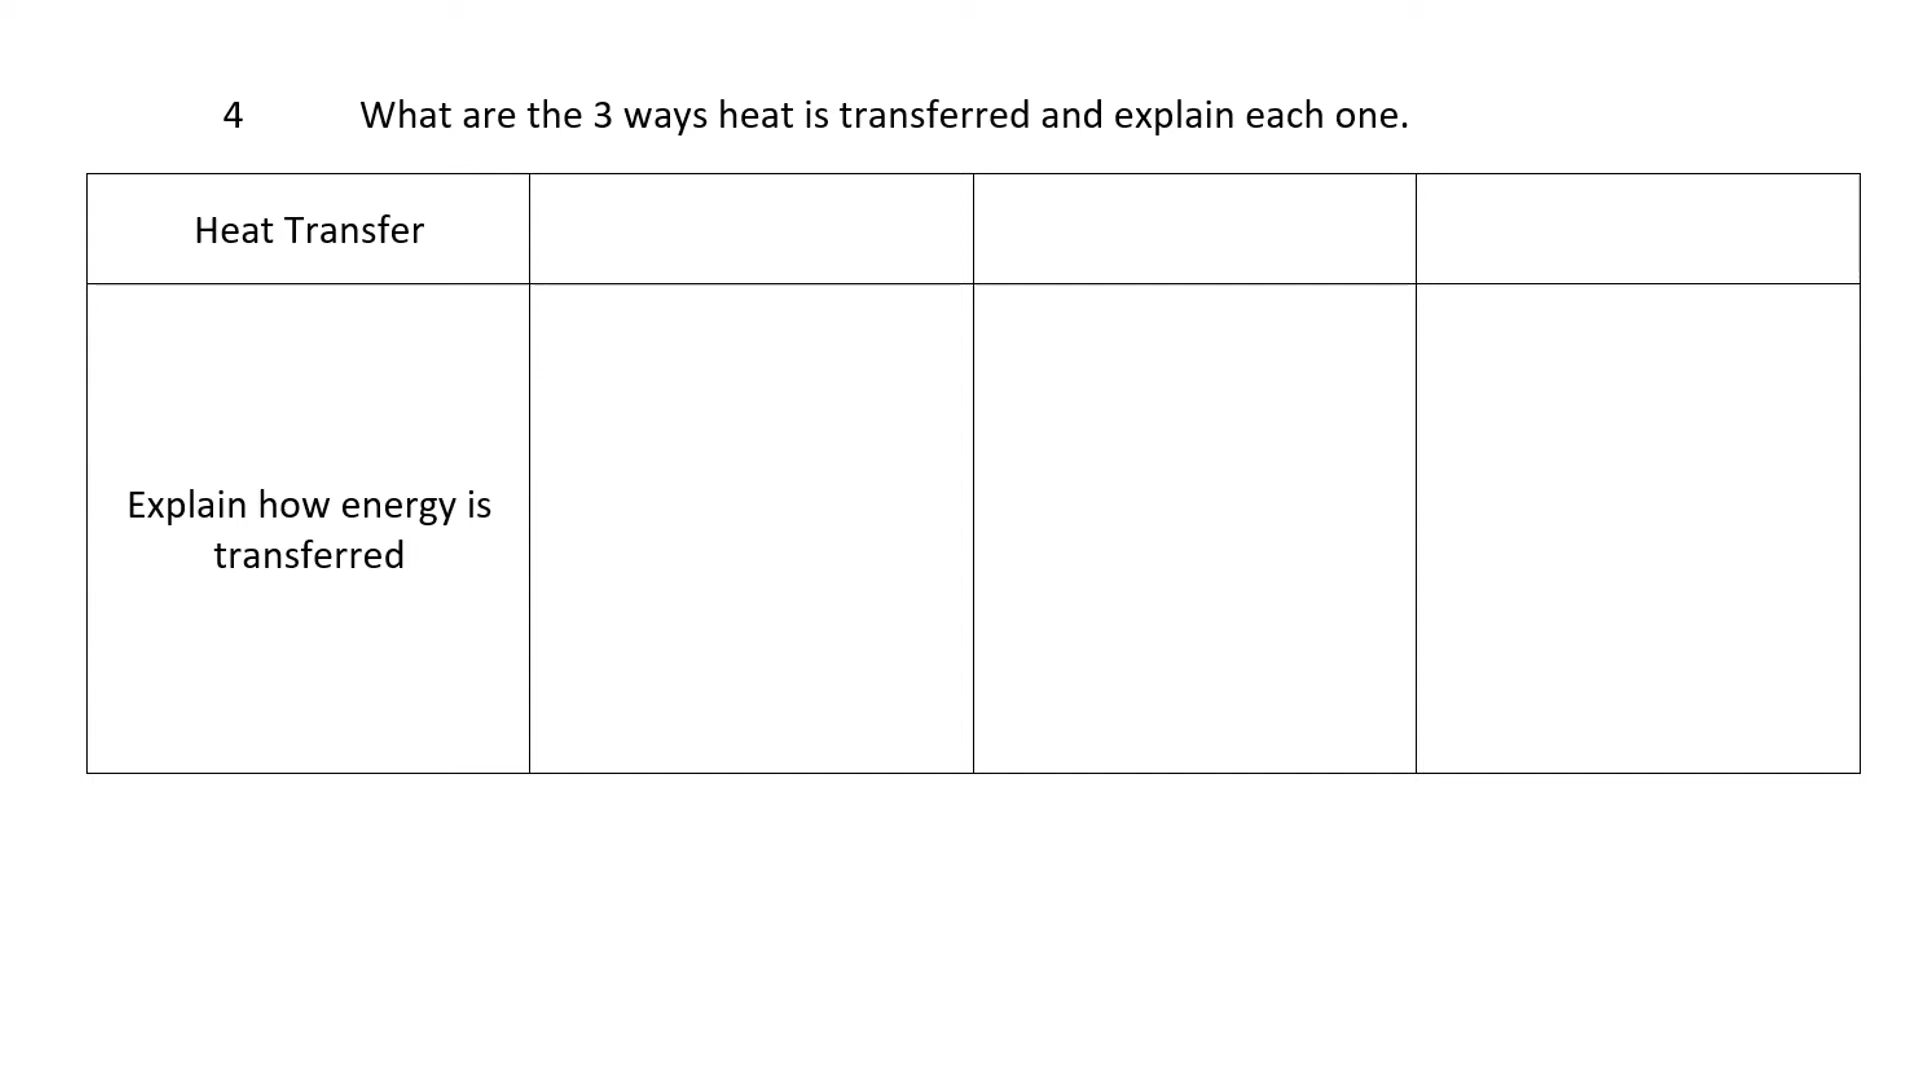 4 What are the 3 ways heat is transferred and explain each one.
Heat Transfer
Explain how energy is
transferred